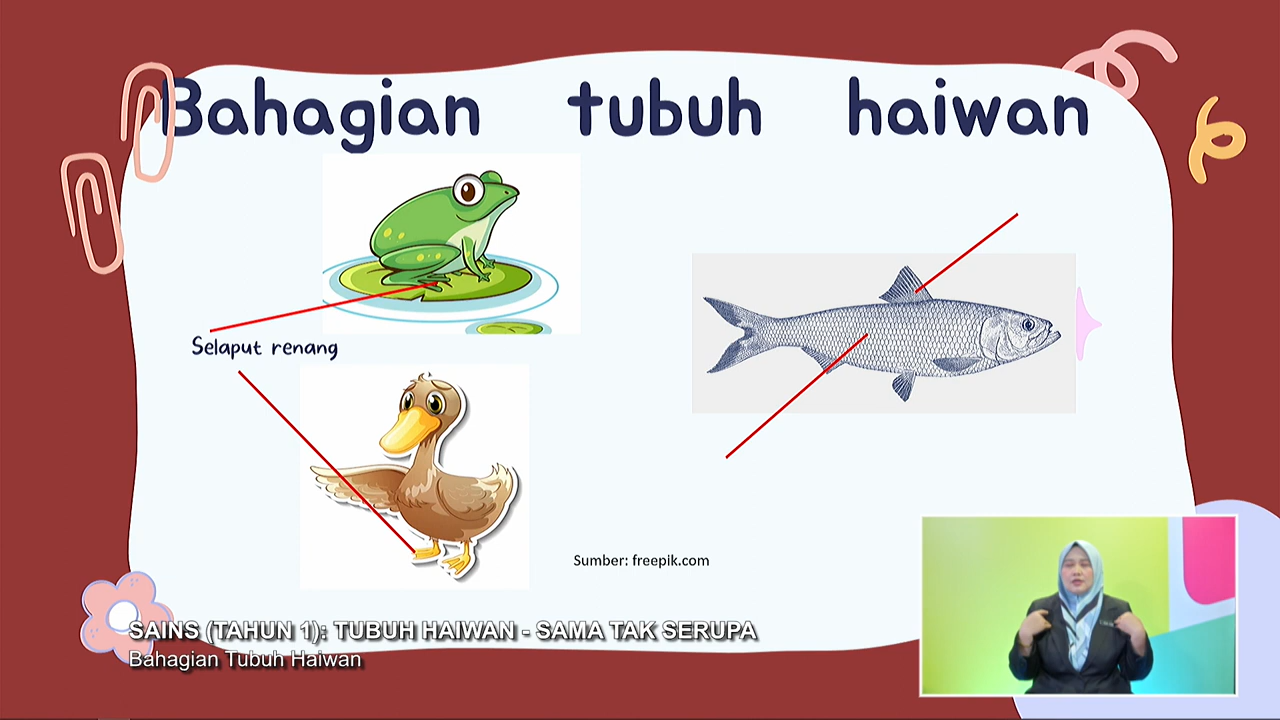 Bahagian tubuh haiwan
Selaput renang
Sumber: freepik.com
SAINS (TAHUN 1): TUBUH HAIWAN - SAMA TAK SERUPA
Bahagian Tubuh Haiwan